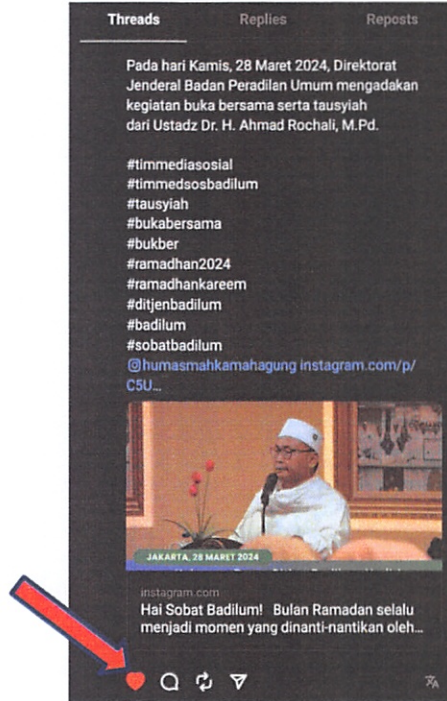 Threads Replies Reposts
Pada hari Kamis, 28 Maret 2024, Direktorat
Jenderal Badan Peradilan Umum mengadakan
kegiatan buka bersama serta tausyiah
dari Ustadz Dr. H. Ahmad Rochali, M.Pd.
#timmediasosial
#timmedsosbadilum
#tausyiah
#bukabersama
#bukber
#ramadhan2024
#ramadhankareem
#ditjenbadilum
#badilum
#sobatbadilum
@humasmahkamahagung instagram.com/p/
C5U...
JAKARTA, 28 MARET 2024
instagram.com
Hai Sobat Badilum! Bulan Ramadan selalu
menjadi momen yang dinanti-nantikan oleh...